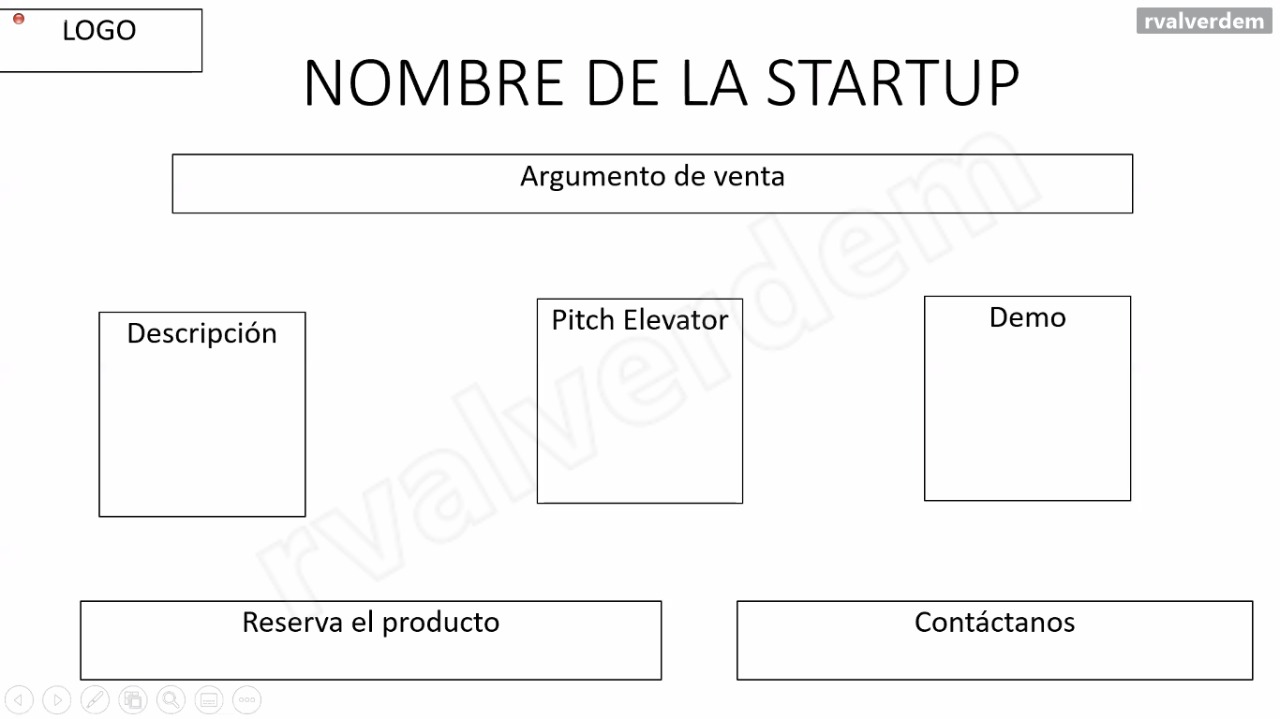 LOGO
rvalverdem
NOMBRE DE LA STARTUP
Argumento de venta
Descripción
Pitch Elevator
Demo
rvalverdem
Reserva el producto
Contáctanos